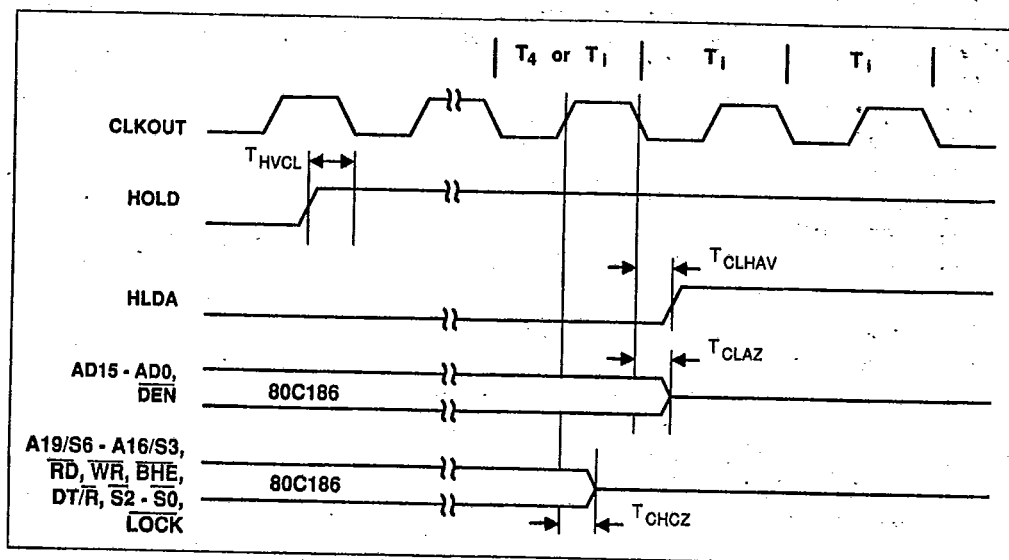 T4 or Ti Ti Ti
CLKOUT
THVCL
HOLD
TCLHAV
HLDA
TCLAZ
AD15 - AD0,
DEN
80C186
A19/S6 - A16/S3,
RD, WR, BHE,
80C186
DT/R, S2 - S0,
LOCK
TCHCZ